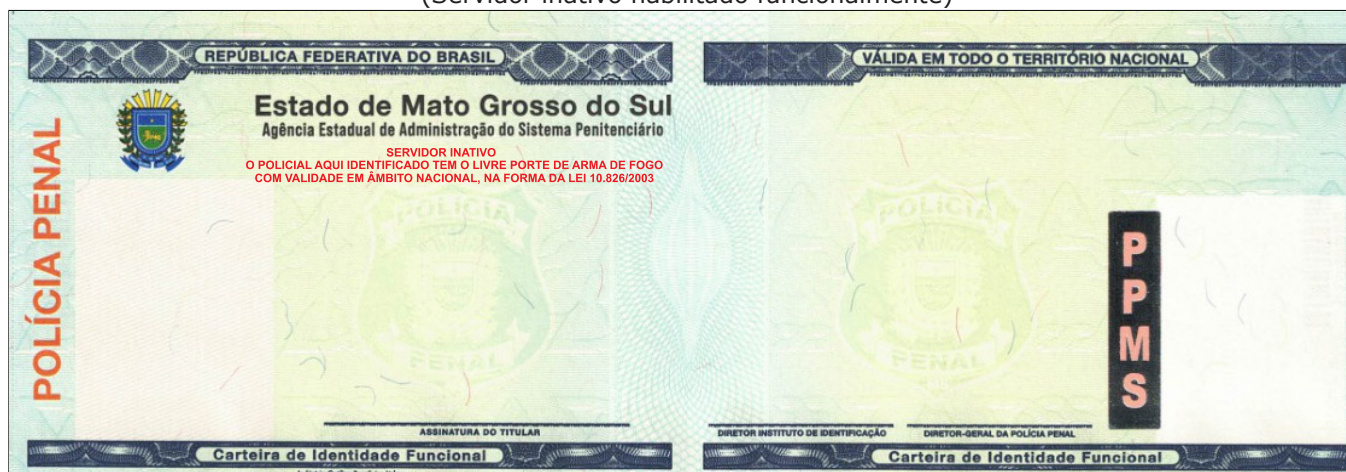 (Servidor inativo habilitado funcionalmente)
REPÚBLICA FEDERATIVA DO BRASIL
Estado de Mato Grosso do Sul
Agência Estadual de Administração do Sistema Penitenciário
SERVIDOR INATIVO
O POLICIAL AQUI IDENTIFICADO TEM O LIVRE PORTE DE ARMA DE FOGO
COM VALIDADE EM ÂMBITO NACIONAL, NA FORMA DA LEI 10.826/2003
POLÍCIA PENAL
POLICIA
PENAL
ASSINATURA DO TITULAR
Carteira de Identidade Funcional
VÁLIDA EM TODO O TERRITÓRIO NACIONAL
POLICIA
PENAL
P
P
M
S
DIRETOR INSTITUTO DE IDENTIFICAÇÃO
DIRETOR-GERAL DA POLÍCIA PENAL
Carteira de Identidade Funcional